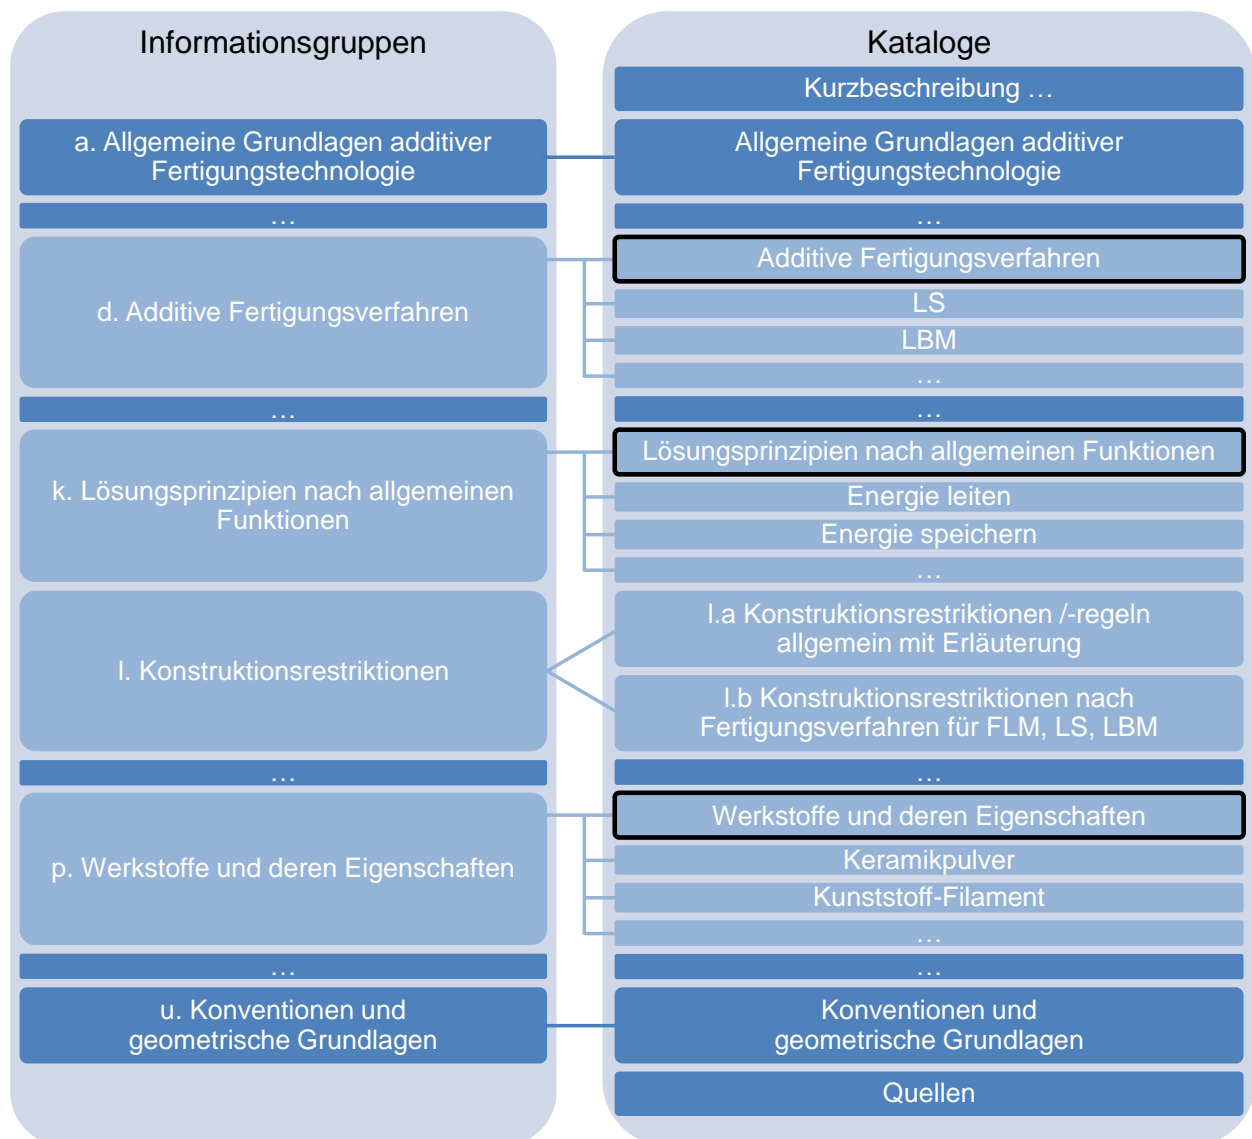 Informationsgruppen
a. Allgemeine Grundlagen additiver
Fertigungstechnologie
…
d. Additive Fertigungsverfahren
…
k. Lösungsprinzipien nach allgemeinen
Funktionen
l. Konstruktionsrestriktionen
…
p. Werkstoffe und deren Eigenschaften
…
u. Konventionen und
geometrische Grundlagen
Kataloge
Kurzbeschreibung …
Allgemeine Grundlagen additiver
Fertigungstechnologie
…
Additive Fertigungsverfahren
LS
LBM
…
…
Lösungsprinzipien nach allgemeinen Funktionen
Energie leiten
Energie speichern
…
l.a Konstruktionsrestriktionen /-regeln
allgemein mit Erläuterung
l.b Konstruktionsrestriktionen nach
Fertigungsverfahren für FLM, LS, LBM
…
Werkstoffe und deren Eigenschaften
Keramikpulver
Kunststoff-Filament
…
…
Konventionen und
geometrische Grundlagen
Quellen